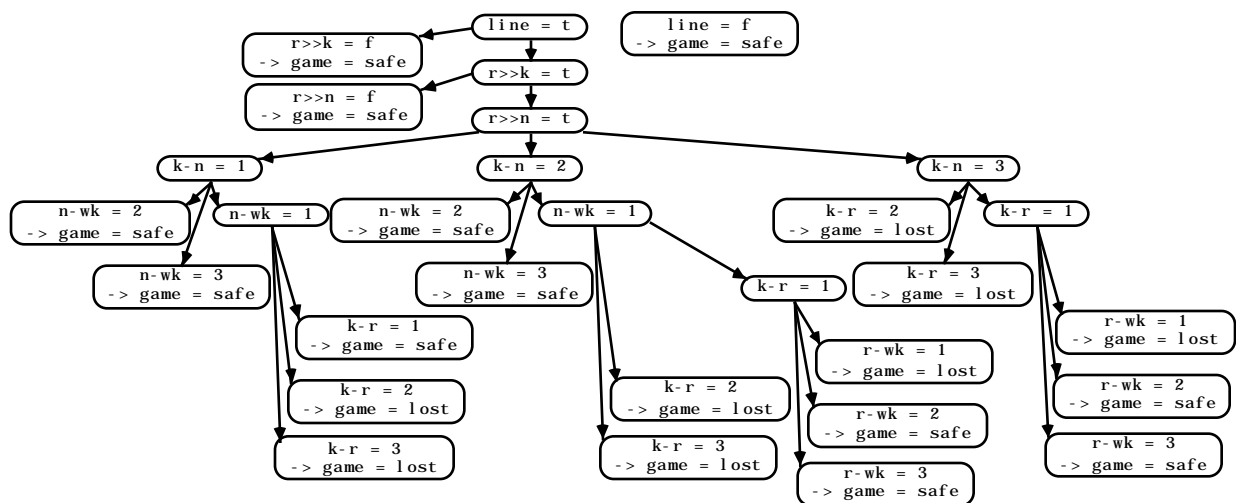 line = t
line = f
-> game = safe
r>>k = f
-> game = safe
r>>k = t
r>>n = f
-> game = safe
r>>n = t
k-n = 1
k-n = 2
k-n = 3
n-wk = 2
-> game = safe
n-wk = 1
n-wk = 3
-> game = safe
k-r = 1
-> game = safe
k-r = 2
-> game = lost
k-r = 3
-> game = lost
n-wk = 2
-> game = safe
n-wk = 1
n-wk = 3
-> game = safe
k-r = 1
k-r = 2
-> game = lost
k-r = 3
-> game = lost
r-wk = 1
-> game = lost
r-wk = 2
-> game = safe
r-wk = 3
-> game = safe
k-r = 2
-> game = lost
k-r = 1
k-r = 3
-> game = lost
r-wk = 1
-> game = lost
r-wk = 2
-> game = safe
r-wk = 3
-> game = safe